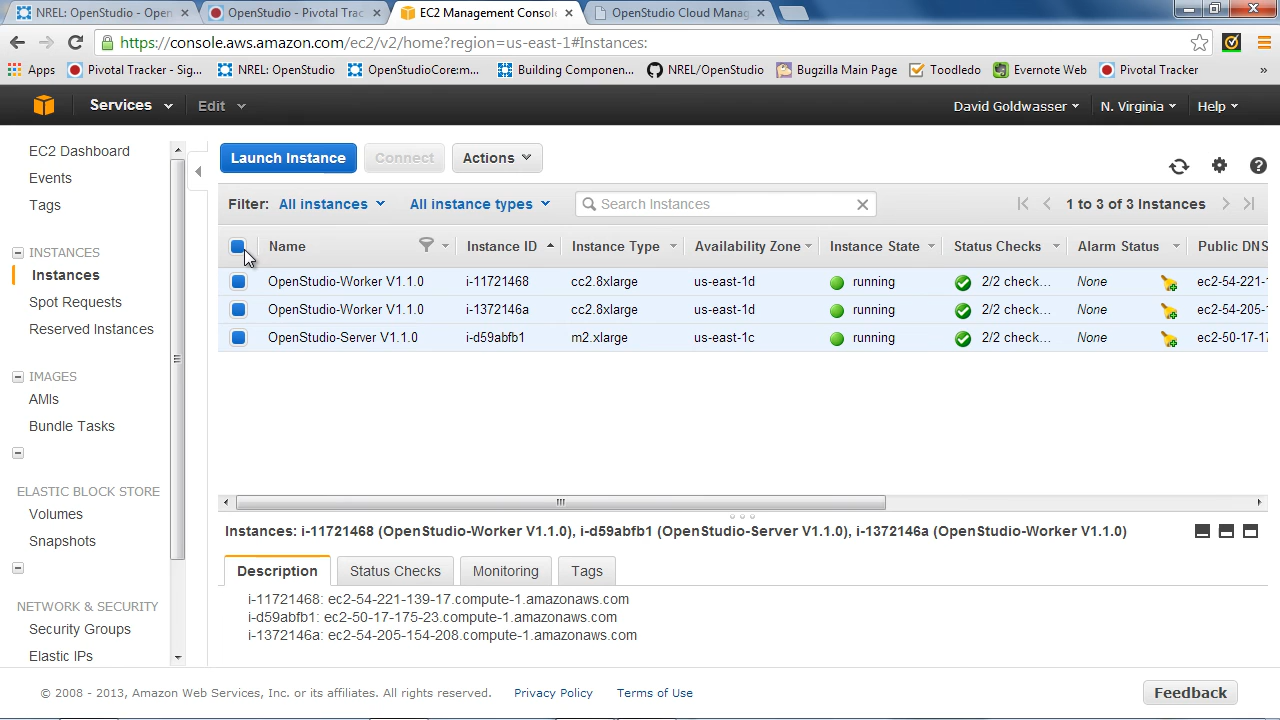 NREL: OpenStudio - Open
OpenStudio - Pivotal Trac
EC2 Management Console
OpenStudio Cloud Manag
https://console.aws.amazon.com/ec2/v2/home?region=us-east-1#Instances:
Apps
Pivotal Tracker - Sig...
NREL: OpenStudio
OpenStudioCore:m...
Building Componen...
NREL/OpenStudio
Bugzilla Main Page
Toodledo
Evernote Web
Pivotal Tracker
»
Services
Edit
David Goldwasser
N. Virginia
Help
EC2 Dashboard
Events
Tags
INSTANCES
Instances
Spot Requests
Reserved Instances
IMAGES
AMIs
Bundle Tasks
ELASTIC BLOCK STORE
Volumes
Snapshots
NETWORK & SECURITY
Security Groups
Elastic IPs
Launch Instance
Connect
Actions
Filter: All instances All instance types Search Instances 1 to 3 of 3 Instances
Name Instance ID Instance Type Availability Zone Instance State Status Checks Alarm Status Public DNS
OpenStudio-Worker V1.1.0 i-11721468 cc2.8xlarge us-east-1d running 2/2 check... None ec2-54-221-
OpenStudio-Worker V1.1.0 i-1372146a cc2.8xlarge us-east-1d running 2/2 check... None ec2-54-205-
OpenStudio-Server V1.1.0 i-d59abfb1 m2.xlarge us-east-1c running 2/2 check... None ec2-50-17-17
Instances: i-11721468 (OpenStudio-Worker V1.1.0), i-d59abfb1 (OpenStudio-Server V1.1.0), i-1372146a (OpenStudio-Worker V1.1.0)
Description
Status Checks
Monitoring
Tags
i-11721468: ec2-54-221-139-17.compute-1.amazonaws.com
i-d59abfb1: ec2-50-17-175-23.compute-1.amazonaws.com
i-1372146a: ec2-54-205-154-208.compute-1.amazonaws.com
© 2008 - 2013, Amazon Web Services, Inc. or its affiliates. All rights reserved. Privacy Policy Terms of Use
Feedback